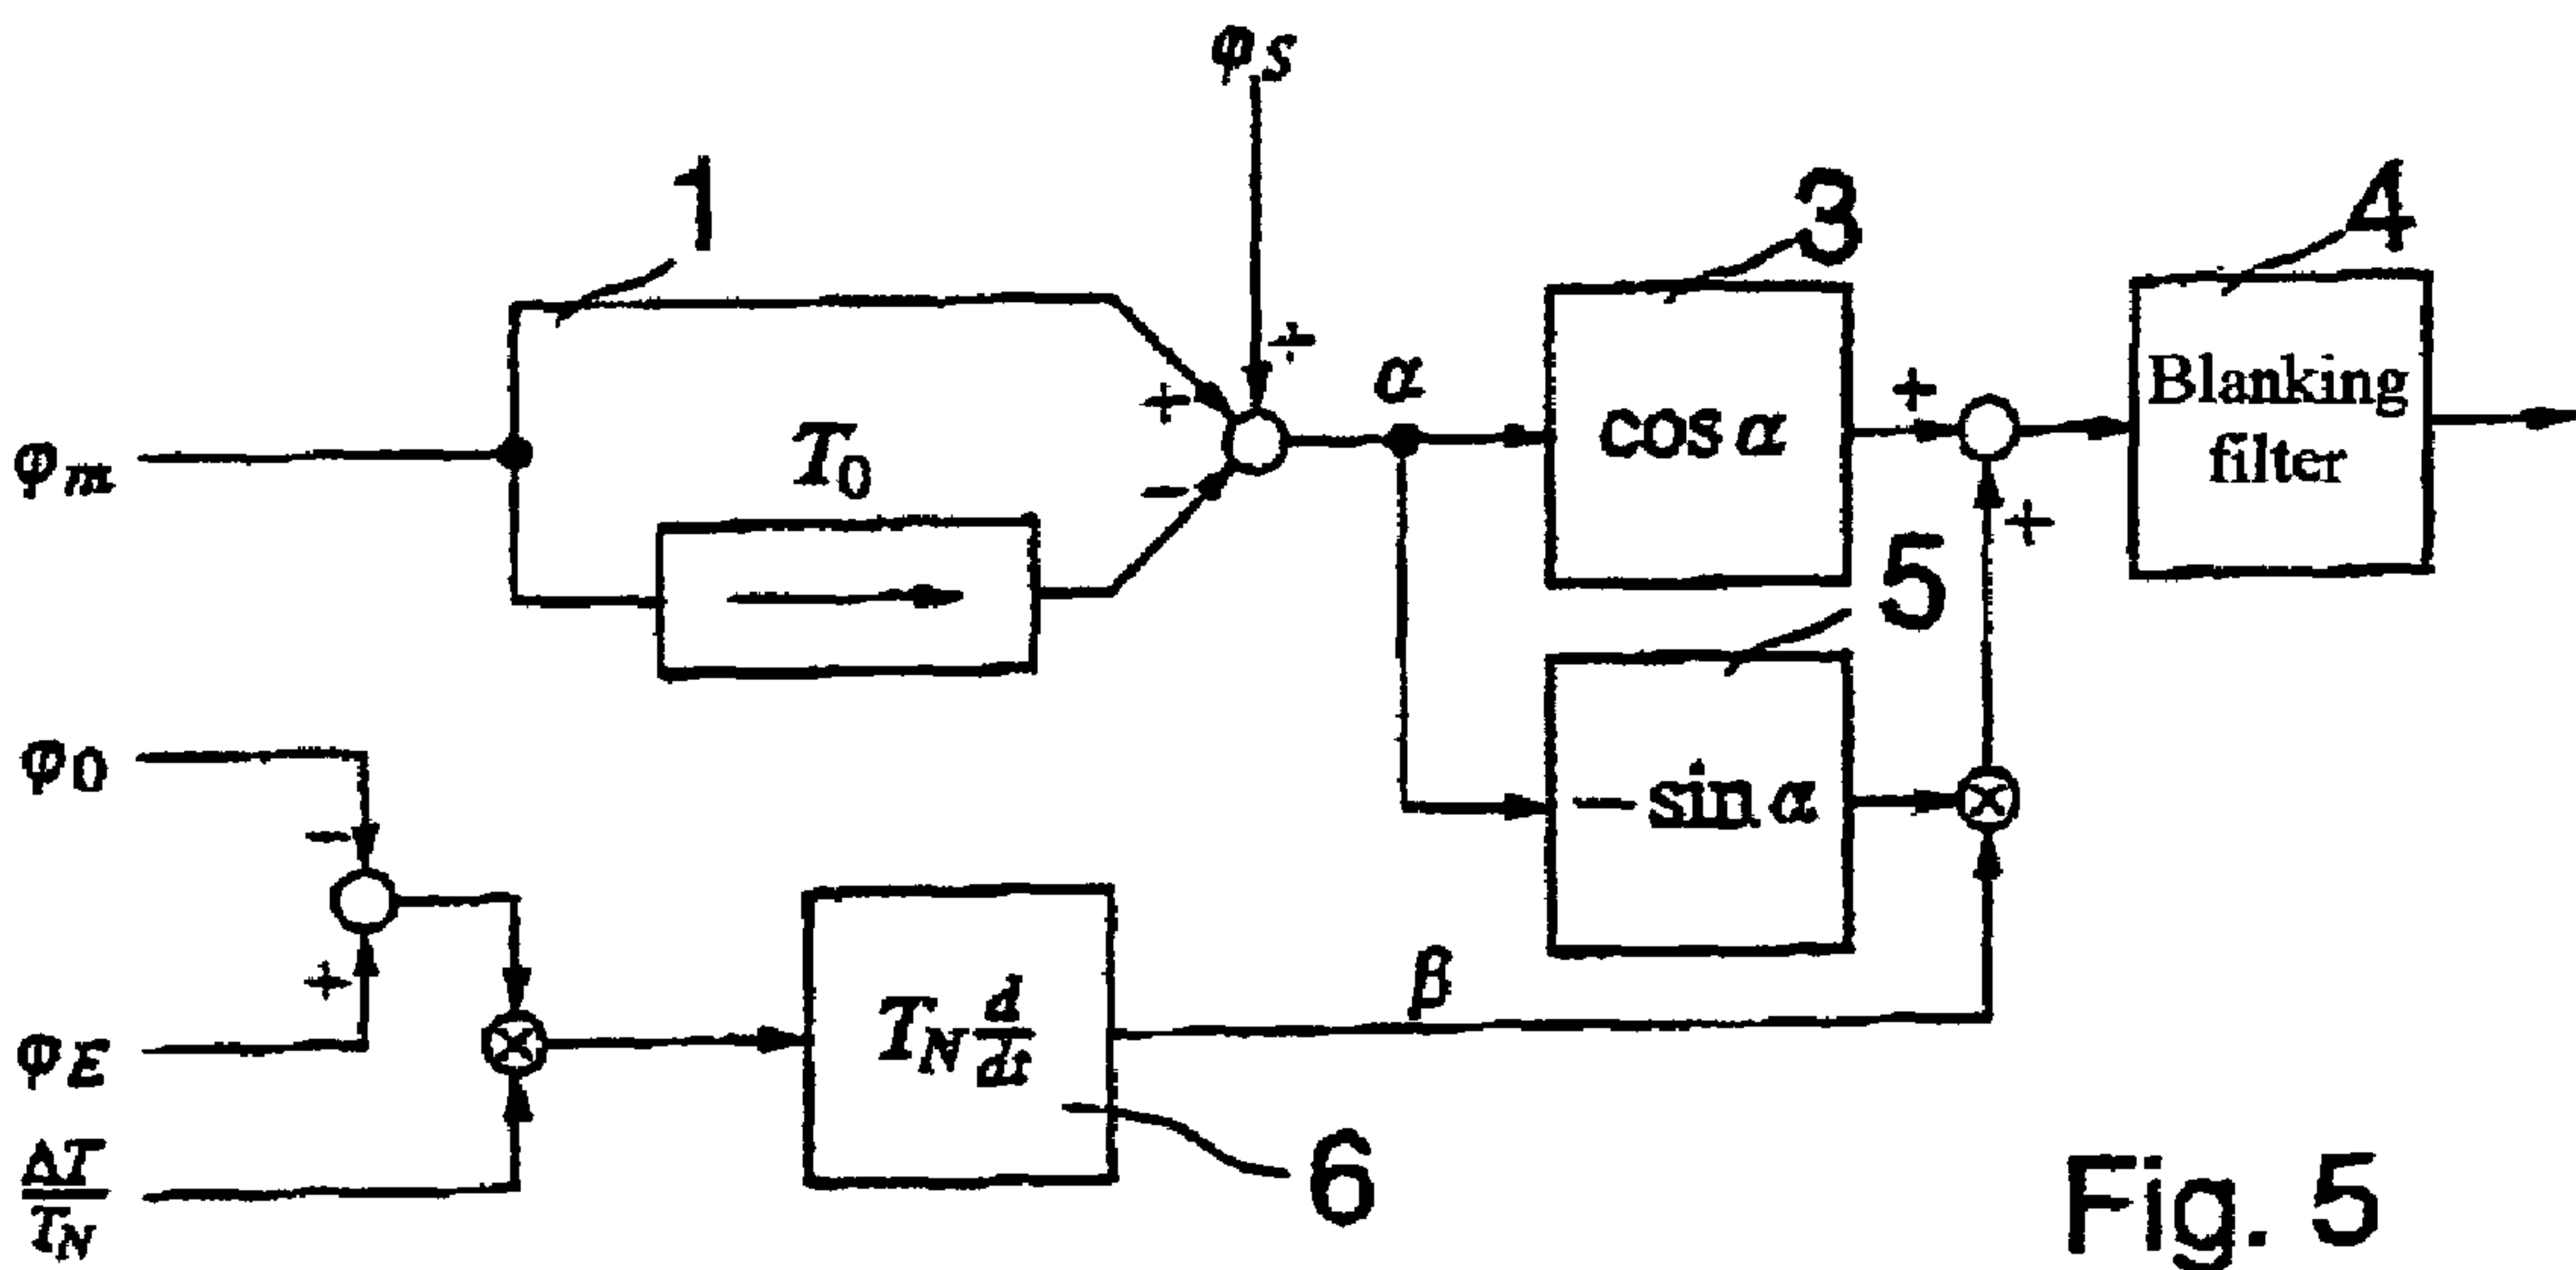 φS
1
3
4
+
+
α
+
φm
T0
−
cos α
Blanking
filter
+
5
φ0
−
− sin α
+
β
φE
TN d/dt
ΔT/TN
6
Fig. 5